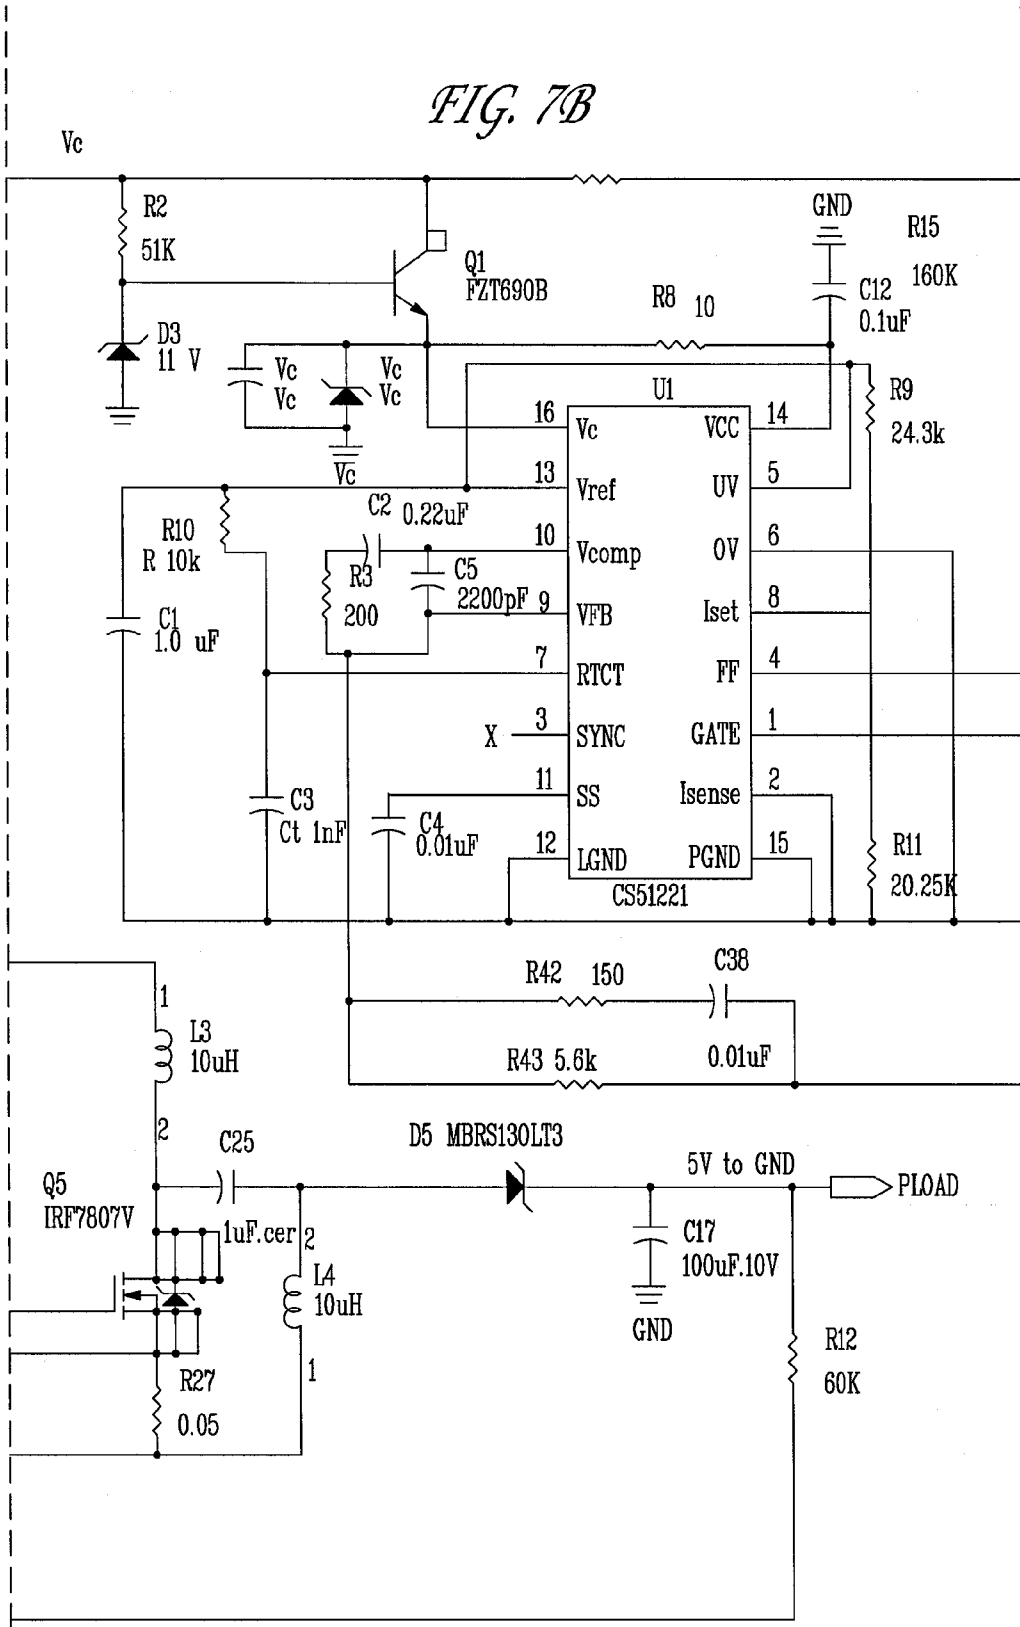 FIG. 7B
Vc
R2
51K
GND
R15
160K
Q1
FZT690B
C12
0.1uF
R8 10
D3
11 V
Vc
Vc
Vc
Vc
Vc
U1
R9
24.3k
16 Vc
VCC 14
13 Vref
UV 5
C2 0.22uF
R10
R 10k
10 Vcomp
OV 6
R3
200
C5
2200pF
9 VFB
Iset 8
C1
1.0 uF
7 RTCT
FF 4
X 3 SYNC
GATE 1
11 SS
Isense 2
C3
Ct 1nF
C4
0.01uF
12 LGND
PGND 15
R11
20.25K
CS51221
R42 150
C38
0.01uF
1
L3
10uH
R43 5.6k
2
C25
D5 MBRS130LT3
5V to GND
PLOAD
Q5
IRF7807V
1uF.cer
2
C17
100uF.10V
L4
10uH
GND
1
R12
60K
R27
0.05